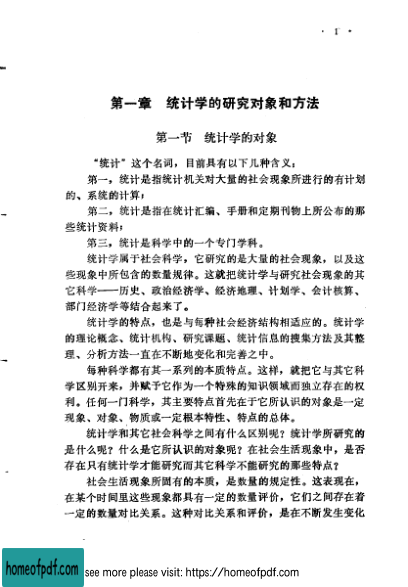 · 1 ·
第一章　统计学的研究对象和方法
第一节　统计学的对象
“统计”这个名词，目前具有以下几种含义：
第一，统计是指统计机关对大量的社会现象所进行的有计划
的、系统的计算；
第二，统计是指在统计汇编、手册和定期刊物上所公布的那
些统计资料；
第三，统计是科学中的一个专门学科。
统计学属于社会科学，它研究的是大量的社会现象，以及这
些现象中所包含的数量规律。这就把统计学与研究社会现象的其
它科学——历史、政治经济学、经济地理、计划学、会计核算、
部门经济学等结合起来了。
统计学的特点，也是与每种社会经济结构相适应的。统计学
的理论概念、统计机构、研究课题、统计信息的搜集方法及其整
理、分析方法一直在不断地变化和完善之中。
每种科学都有其一系列的本质特点。这样，就把它与其它科
学区别开来，并赋予它作为一个特殊的知识领域而独立存在的权
利。任何一门科学，其主要特点首先在于它所认识的对象是一定
现象、对象、物质或一定根本特性、特点的总体。
统计学和其它社会科学之间有什么区别呢？统计学所研究的
是什么呢？什么是它所认识的对象呢？在社会生活现象中，是否
存在只有统计学才能研究而其它科学不能研究的那些特点？
社会生活现象所固有的本质，是数量的规定性。这表现在，
在某个时间里这些现象都具有一定的数量评价，它们之间存在着
一定的数量对比关系。这种对比关系和评价，是在不断发生变化
homeofpdf.com
see more please visit: https://homeofpdf.com